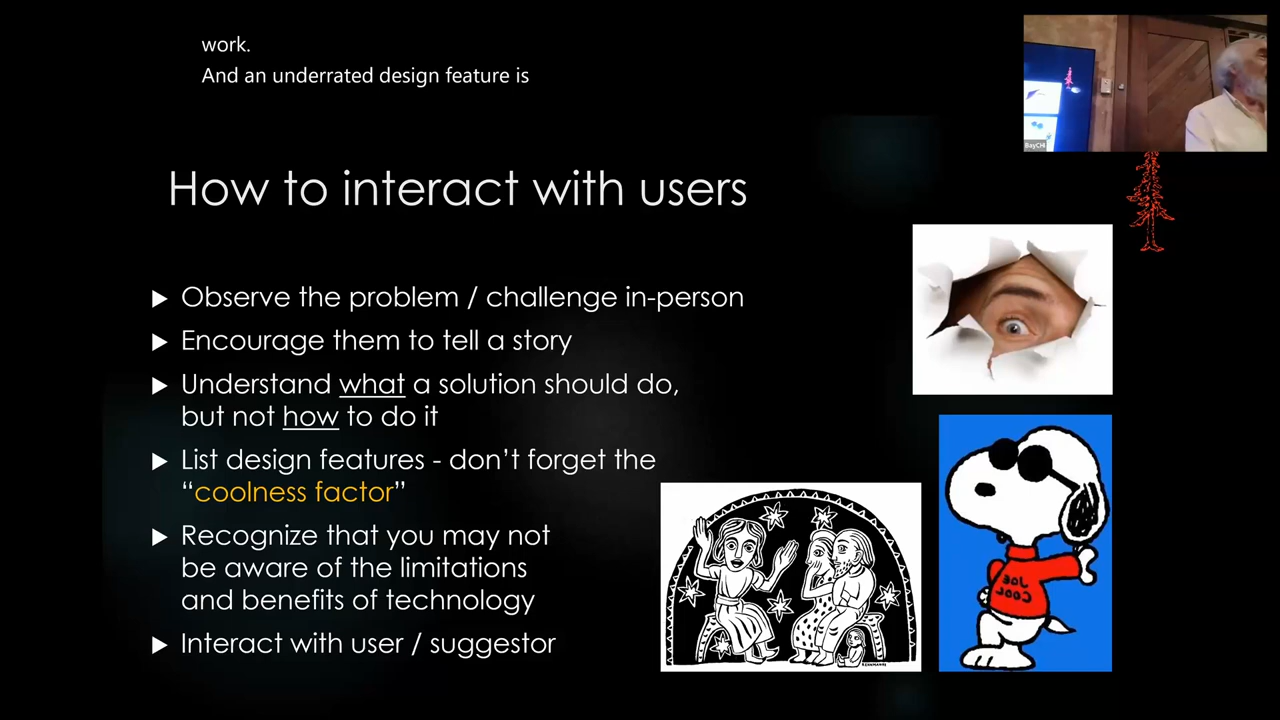 work.
And an underrated design feature is
BayCHI
How to interact with users
Observe the problem / challenge in-person
Encourage them to tell a story
Understand what a solution should do,
but not how to do it
List design features - don’t forget the
“coolness factor”
Recognize that you may not
be aware of the limitations
and benefits of technology
Interact with user / suggestor
JOE
COOL